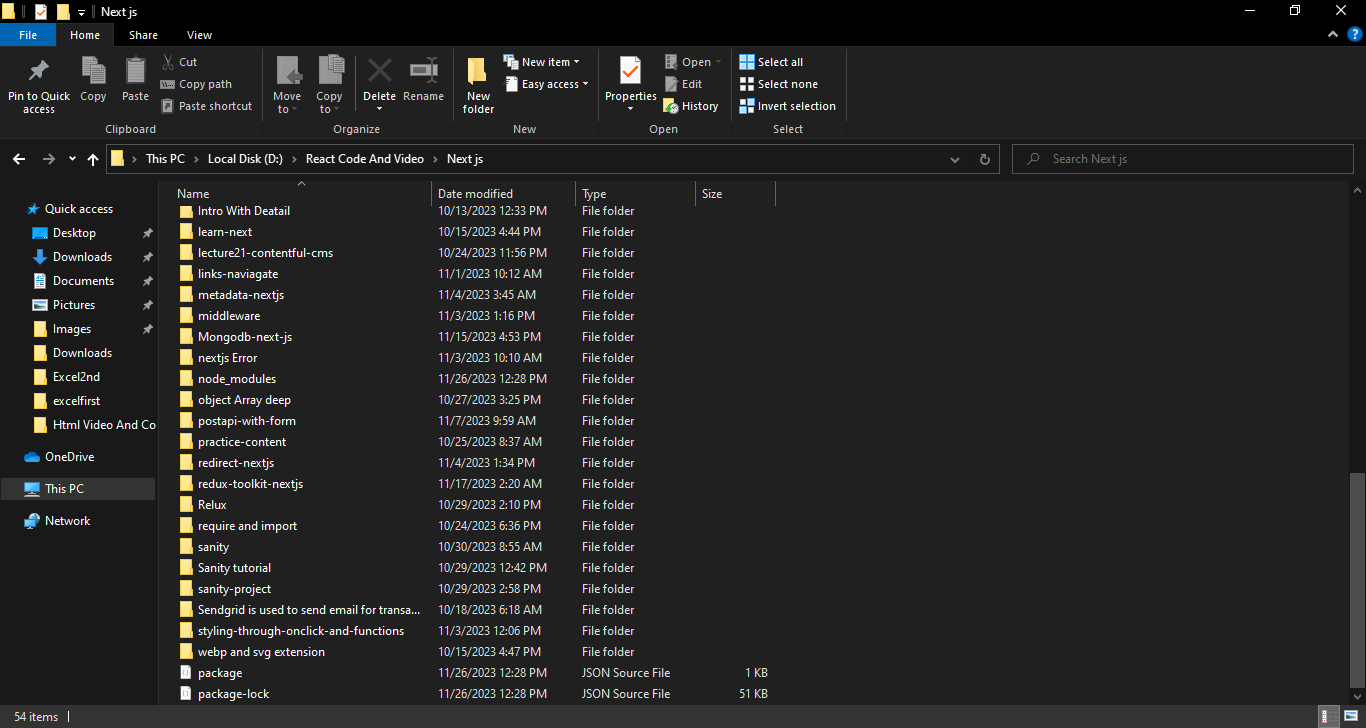 Next js
File Home Share View
Pin to Quick access
Copy
Paste
Cut
Copy path
Paste shortcut
Clipboard
Move to
Copy to
Delete
Rename
Organize
New folder
New item
Easy access
New
Properties
Open
Edit
History
Open
Select all
Select none
Invert selection
Select
This PC › Local Disk (D:) › React Code And Video › Next js
Search Next js
Quick access
Desktop
Downloads
Documents
Pictures
Images
Downloads
Excel2nd
excelfirst
Html Video And Co
OneDrive
This PC
Network
Name Date modified Type Size
Intro With Deatail 10/13/2023 12:33 PM File folder
learn-next 10/15/2023 4:44 PM File folder
lecture21-contentful-cms 10/24/2023 11:56 PM File folder
links-naviagate 11/1/2023 10:12 AM File folder
metadata-nextjs 11/4/2023 3:45 AM File folder
middleware 11/3/2023 1:16 PM File folder
Mongodb-next-js 11/15/2023 4:53 PM File folder
nextjs Error 11/3/2023 10:10 AM File folder
node_modules 11/26/2023 12:28 PM File folder
object Array deep 10/27/2023 3:25 PM File folder
postapi-with-form 11/7/2023 9:59 AM File folder
practice-content 10/25/2023 8:37 AM File folder
redirect-nextjs 11/4/2023 1:34 PM File folder
redux-toolkit-nextjs 11/17/2023 2:20 AM File folder
Relux 10/29/2023 2:10 PM File folder
require and import 10/24/2023 6:36 PM File folder
sanity 10/30/2023 8:55 AM File folder
Sanity tutorial 10/29/2023 12:42 PM File folder
sanity-project 10/29/2023 2:58 PM File folder
Sendgrid is used to send email for transa... 10/18/2023 6:18 AM File folder
styling-through-onclick-and-functions 11/3/2023 12:06 PM File folder
webp and svg extension 10/15/2023 4:47 PM File folder
package 11/26/2023 12:28 PM JSON Source File 1 KB
package-lock 11/26/2023 12:28 PM JSON Source File 51 KB
54 items